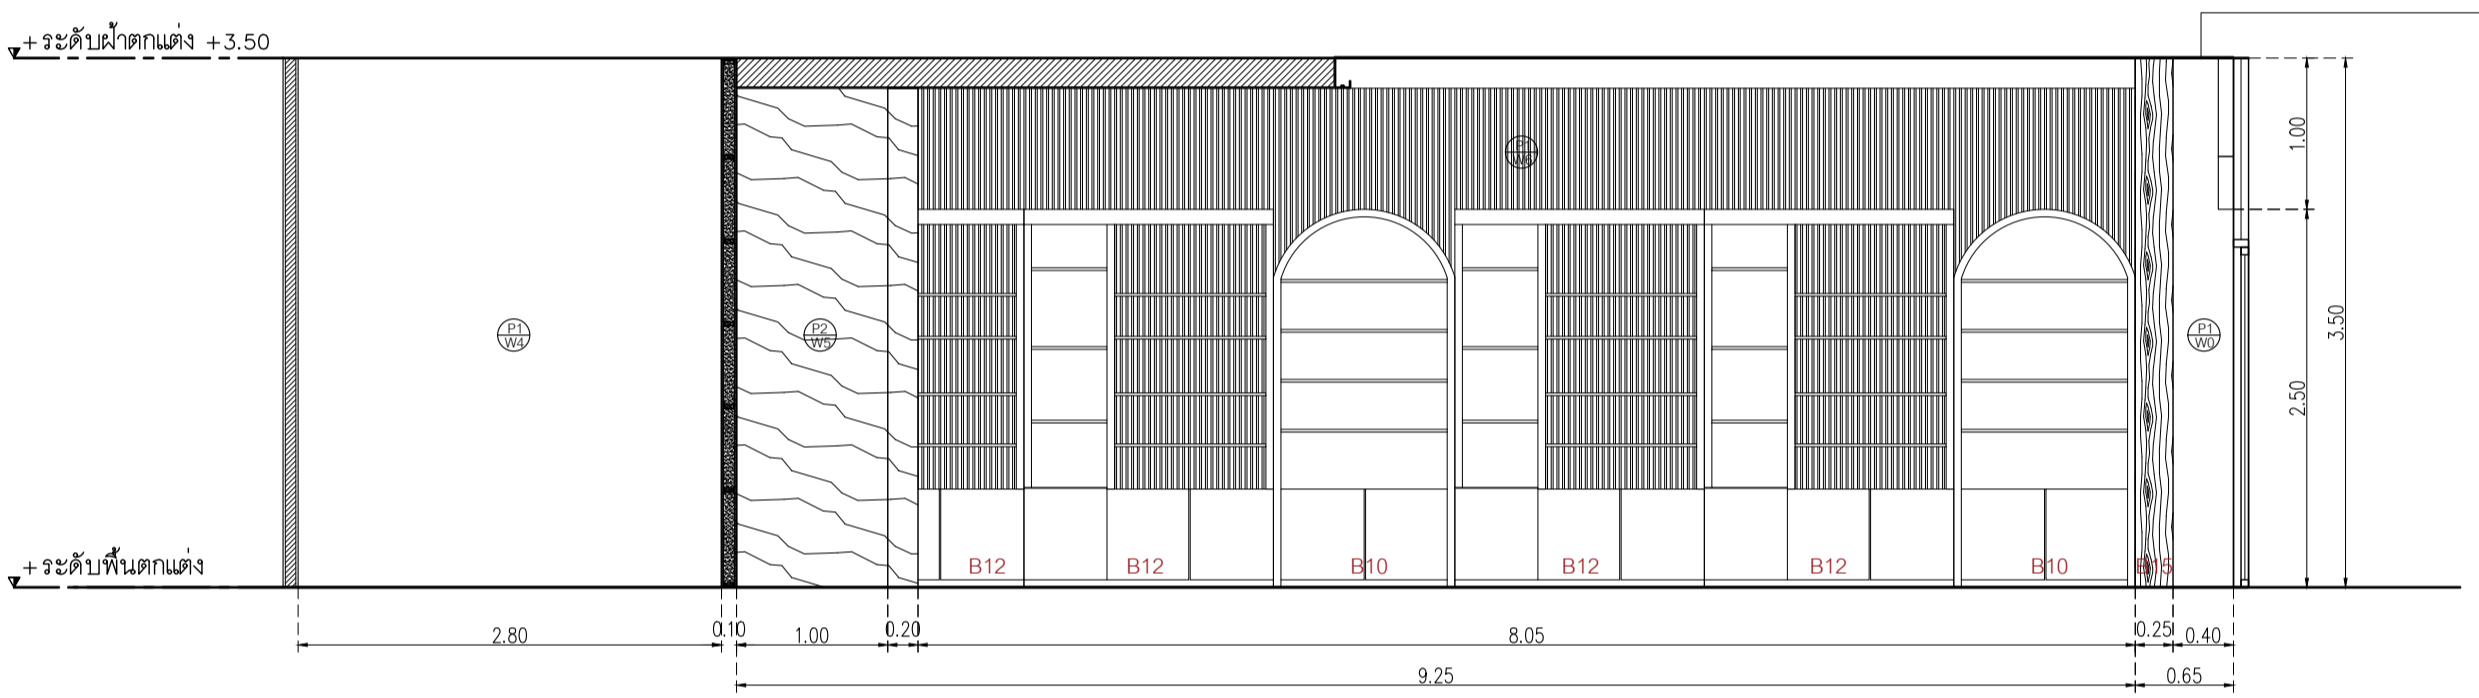 +ระดับฝ้าตกแต่ง +3.50
P1
W6
1.00
P1
W4
P2
W5
P1
W0
3.50
2.50
+ระดับพื้นตกแต่ง
B12 B12 B10 B12 B12 B10 B15
2.80 0.10 1.00 0.20 8.05 0.25 0.40
9.25 0.65